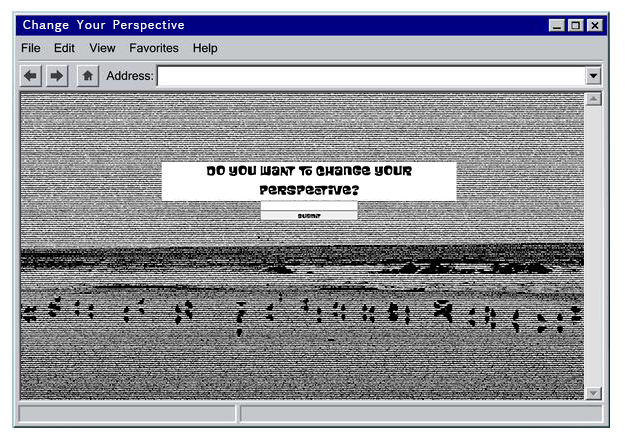 Change Your Perspective
File Edit View Favorites Help
Address:
DO YOU WANT TO CHANGE YOUR
PERSPECTIVE?
SUBMIT